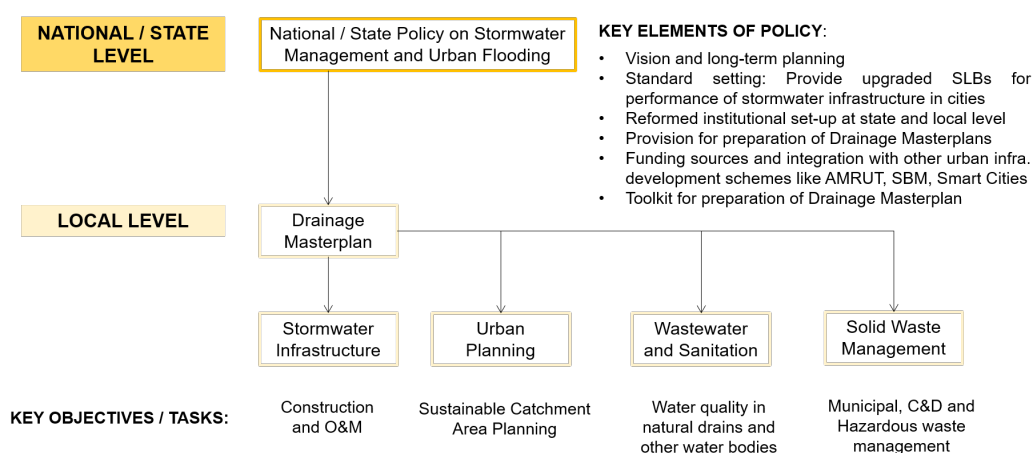 NATIONAL / STATE
LEVEL
National / State Policy on Stormwater
Management and Urban Flooding
KEY ELEMENTS OF POLICY:
• Vision and long-term planning
• Standard setting: Provide upgraded SLBs for
performance of stormwater infrastructure in cities
• Reformed institutional set-up at state and local level
• Provision for preparation of Drainage Masterplans
• Funding sources and integration with other urban infra.
development schemes like AMRUT, SBM, Smart Cities
• Toolkit for preparation of Drainage Masterplan
LOCAL LEVEL
Drainage
Masterplan
Stormwater
Infrastructure
Urban
Planning
Wastewater
and Sanitation
Solid Waste
Management
KEY OBJECTIVES / TASKS:
Construction
and O&M
Sustainable Catchment
Area Planning
Water quality in
natural drains and
other water bodies
Municipal, C&D and
Hazardous waste
management